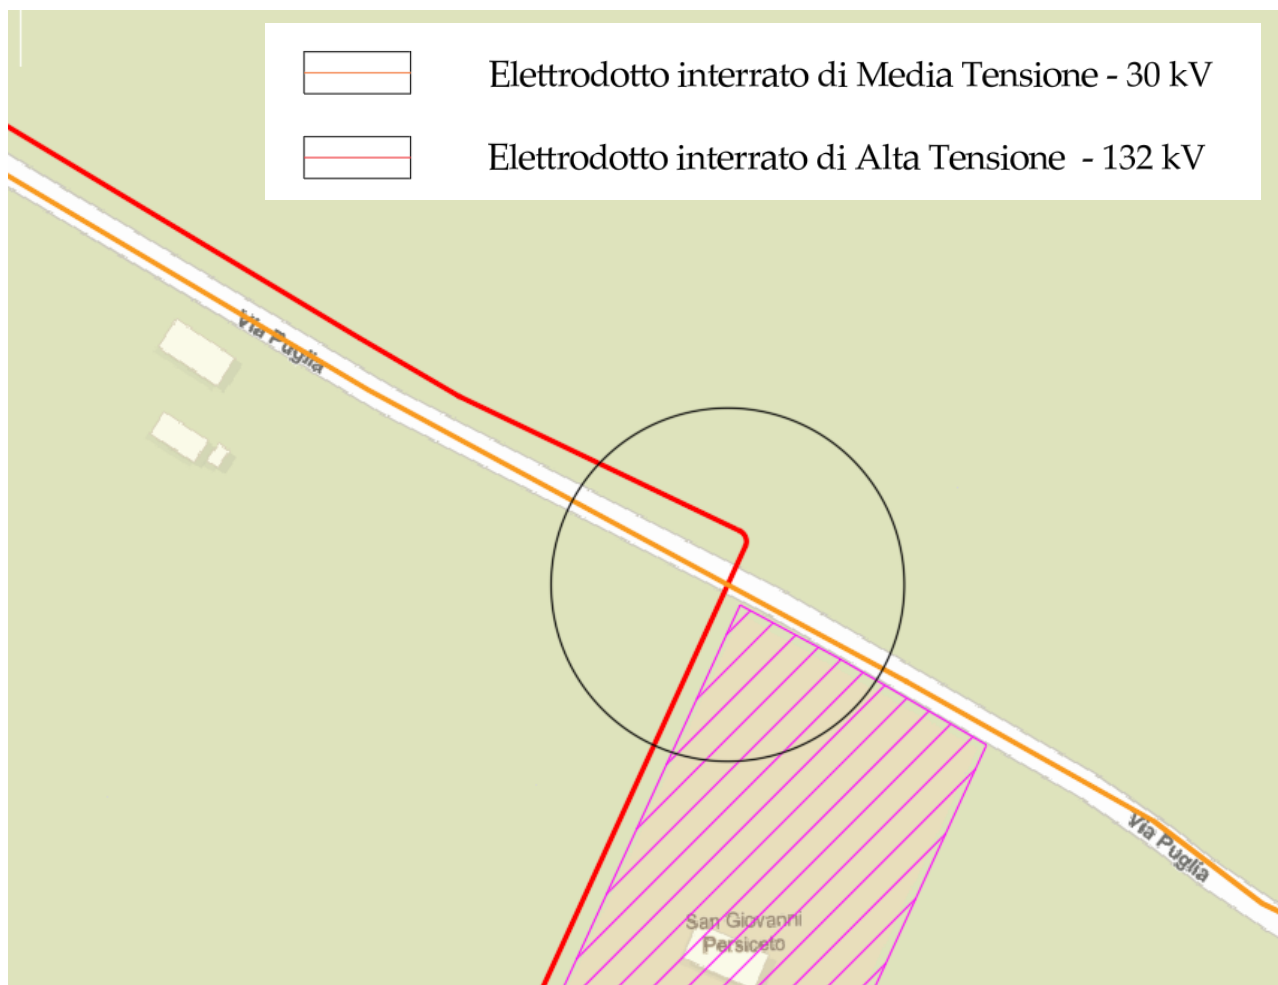 Elettrodotto interrato di Media Tensione - 30 kV
Elettrodotto interrato di Alta Tensione - 132 kV
Via Puglia
Via Puglia
San Giovanni
Persiceto